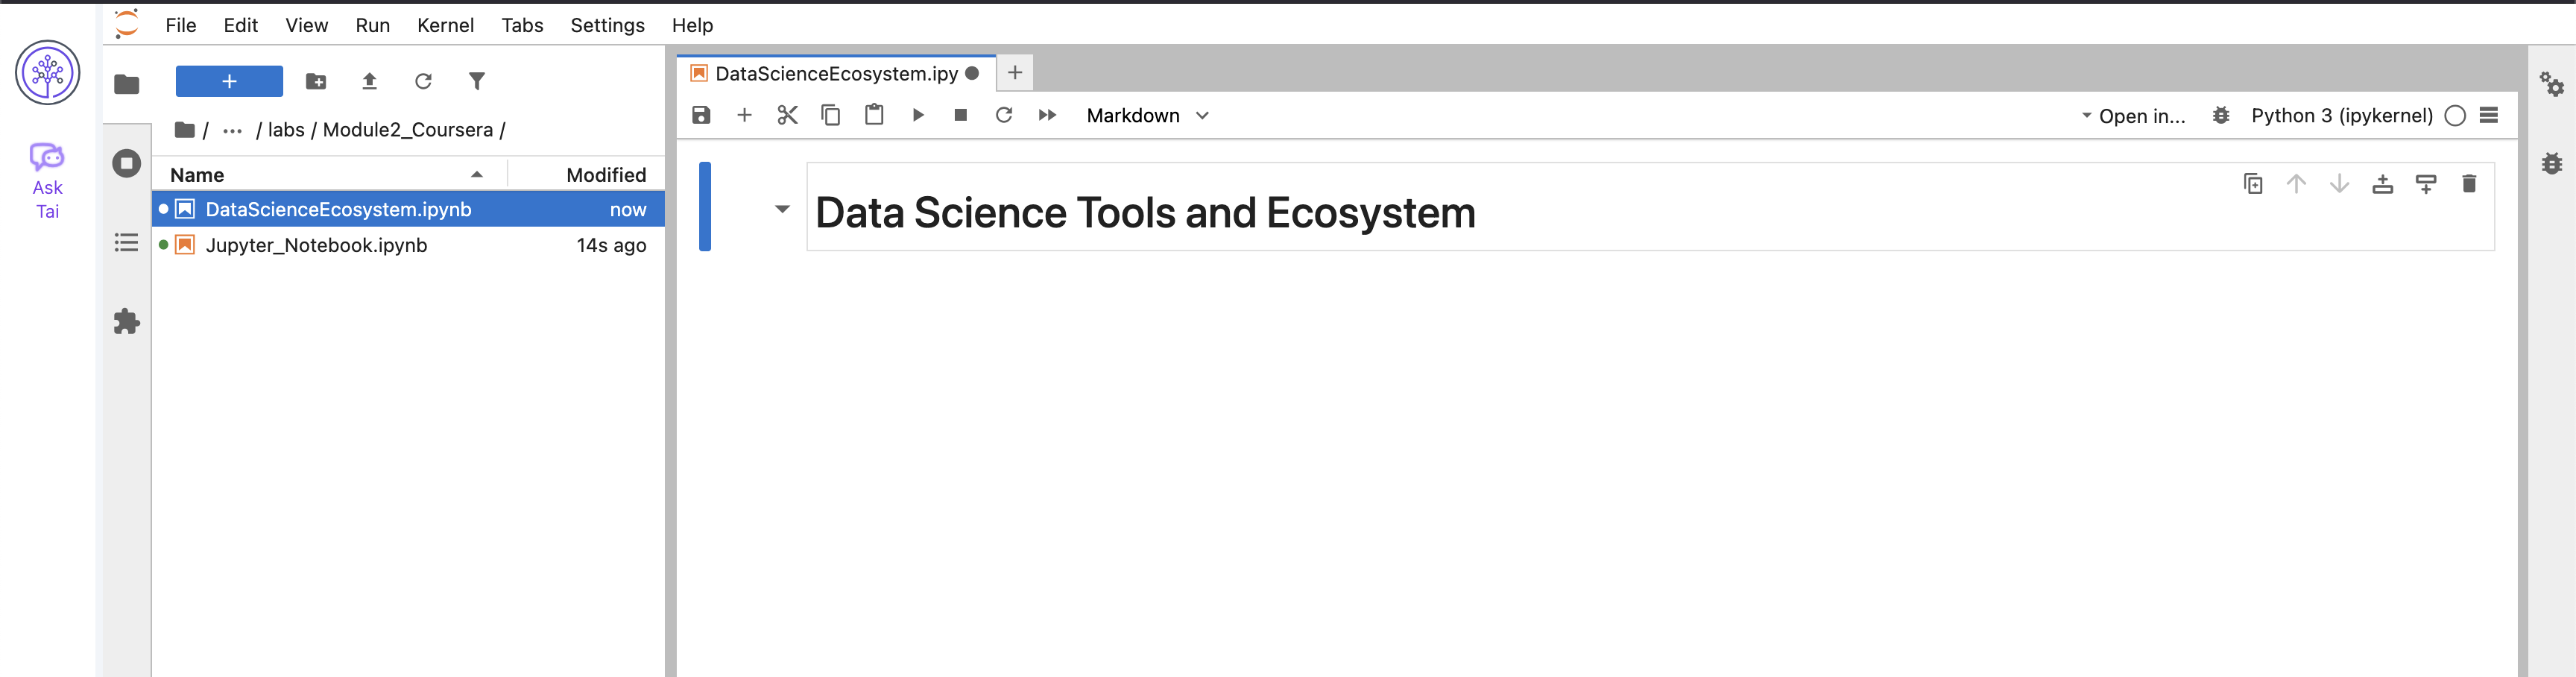 File Edit View Run Kernel Tabs Settings Help
Ask
Tai
/ ... / labs / Module2_Coursera /
Name Modified
DataScienceEcosystem.ipynb now
Jupyter_Notebook.ipynb 14s ago
DataScienceEcosystem.ipy
Markdown Open in... Python 3 (ipykernel)
Data Science Tools and Ecosystem